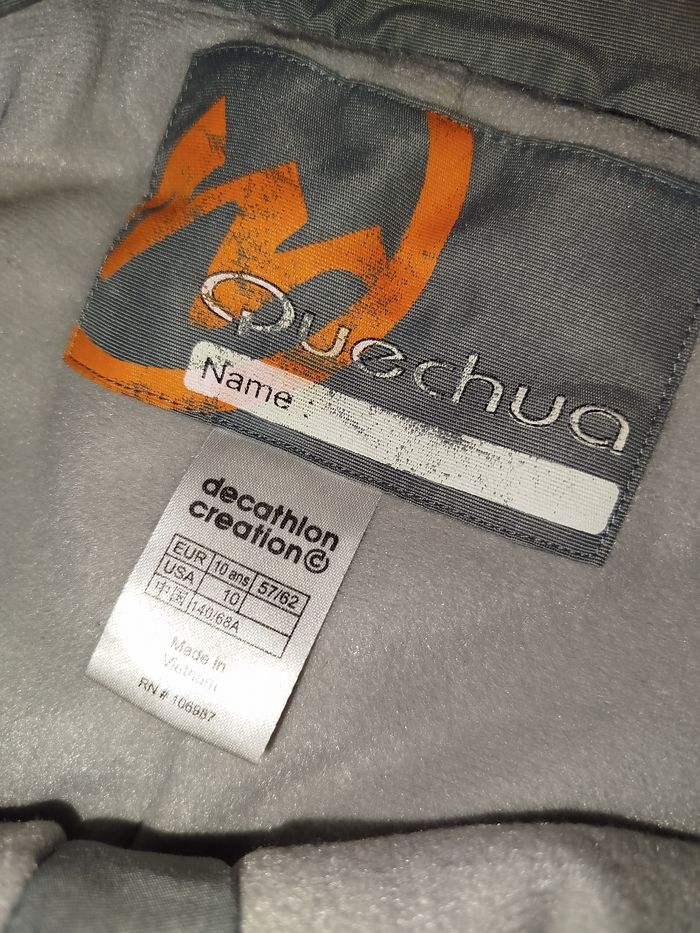 Quechua
Name
decathlon
creation©
EUR 10 ans 57/62
USA 10
中国 140/68A
Made in
Vietnam
RN # 106987